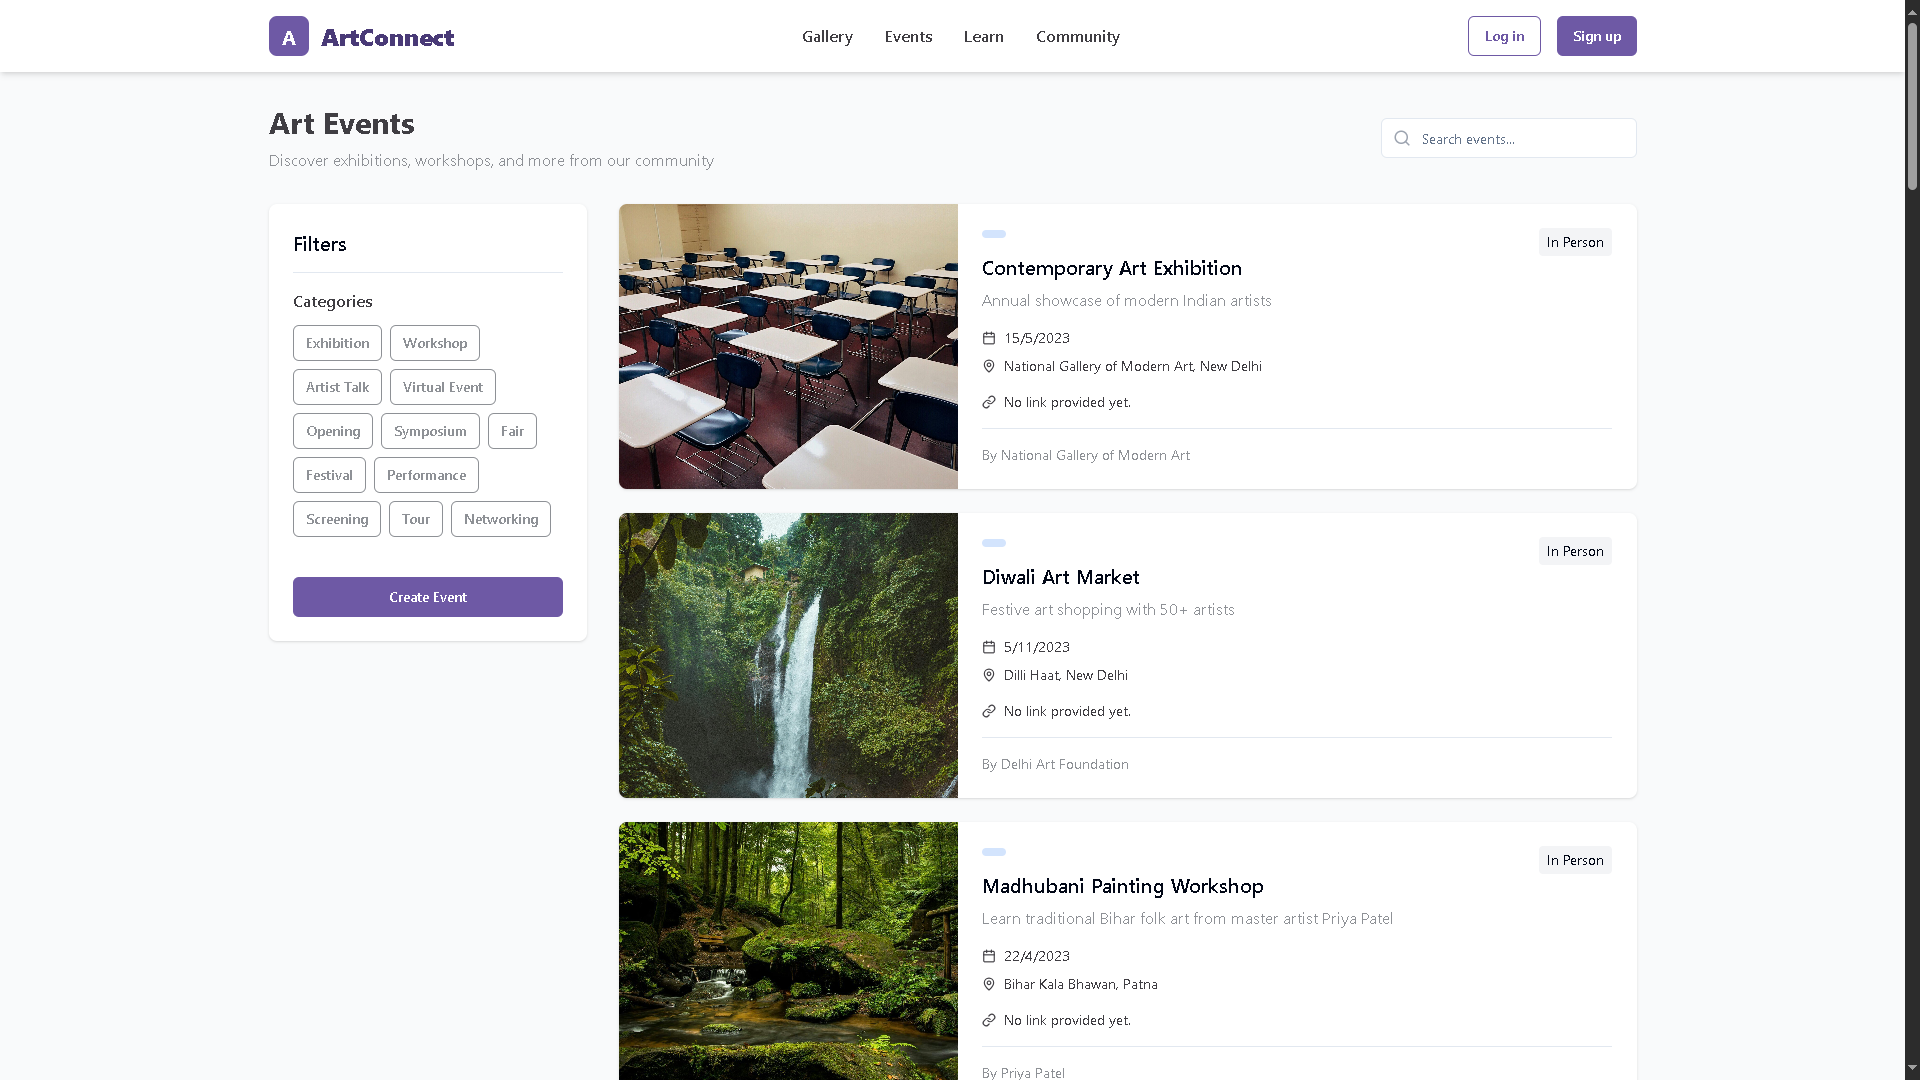 A ArtConnect
Gallery Events Learn Community
Log in Sign up
Art Events
Discover exhibitions, workshops, and more from our community
Search events...
Filters
Categories
Exhibition Workshop
Artist Talk Virtual Event
Opening Symposium Fair
Festival Performance
Screening Tour Networking
Create Event
In Person
Contemporary Art Exhibition
Annual showcase of modern Indian artists
15/5/2023
National Gallery of Modern Art, New Delhi
No link provided yet.
By National Gallery of Modern Art
In Person
Diwali Art Market
Festive art shopping with 50+ artists
5/11/2023
Dilli Haat, New Delhi
No link provided yet.
By Delhi Art Foundation
In Person
Madhubani Painting Workshop
Learn traditional Bihar folk art from master artist Priya Patel
22/4/2023
Bihar Kala Bhawan, Patna
No link provided yet.
By Priya Patel